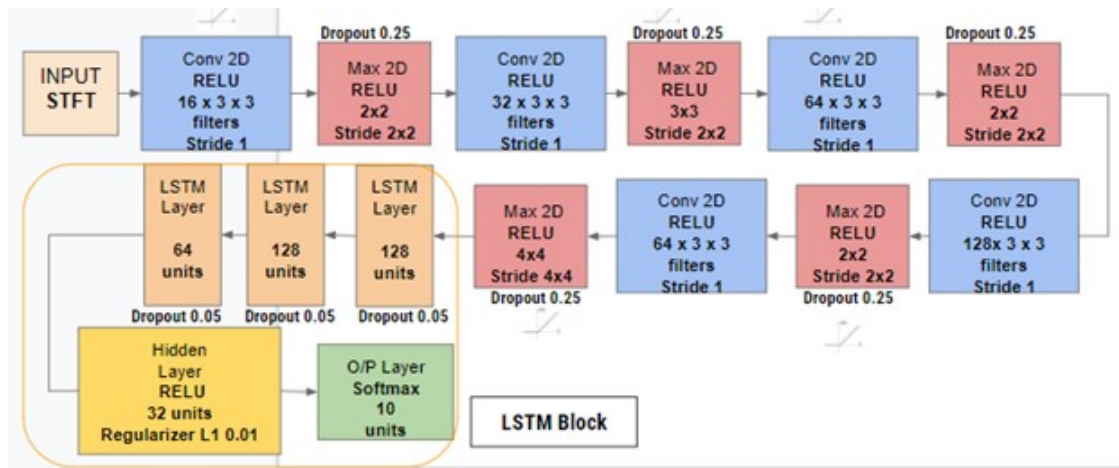 INPUT
STFT
Conv 2D
RELU
16 x 3 x 3
filters
Stride 1
Dropout 0.25
Max 2D
RELU
2x2
Stride 2x2
Conv 2D
RELU
32 x 3 x 3
filters
Stride 1
Dropout 0.25
Max 2D
RELU
3x3
Stride 2x2
Conv 2D
RELU
64 x 3 x 3
filters
Stride 1
Dropout 0.25
Max 2D
RELU
2x2
Stride 2x2
Conv 2D
RELU
128x 3 x 3
filters
Stride 1
Max 2D
RELU
2x2
Stride 2x2
Dropout 0.25
Conv 2D
RELU
64 x 3 x 3
filters
Stride 1
Max 2D
RELU
4x4
Stride 4x4
Dropout 0.25
LSTM
Layer
128
units
Dropout 0.05
LSTM
Layer
128
units
Dropout 0.05
LSTM
Layer
64
units
Dropout 0.05
Hidden
Layer
RELU
32 units
Regularizer L1 0.01
O/P Layer
Softmax
10
units
LSTM Block